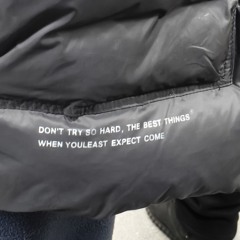 DON'T TRY SO HARD, THE BEST THINGS
WHEN YOULEAST EXPECT COME